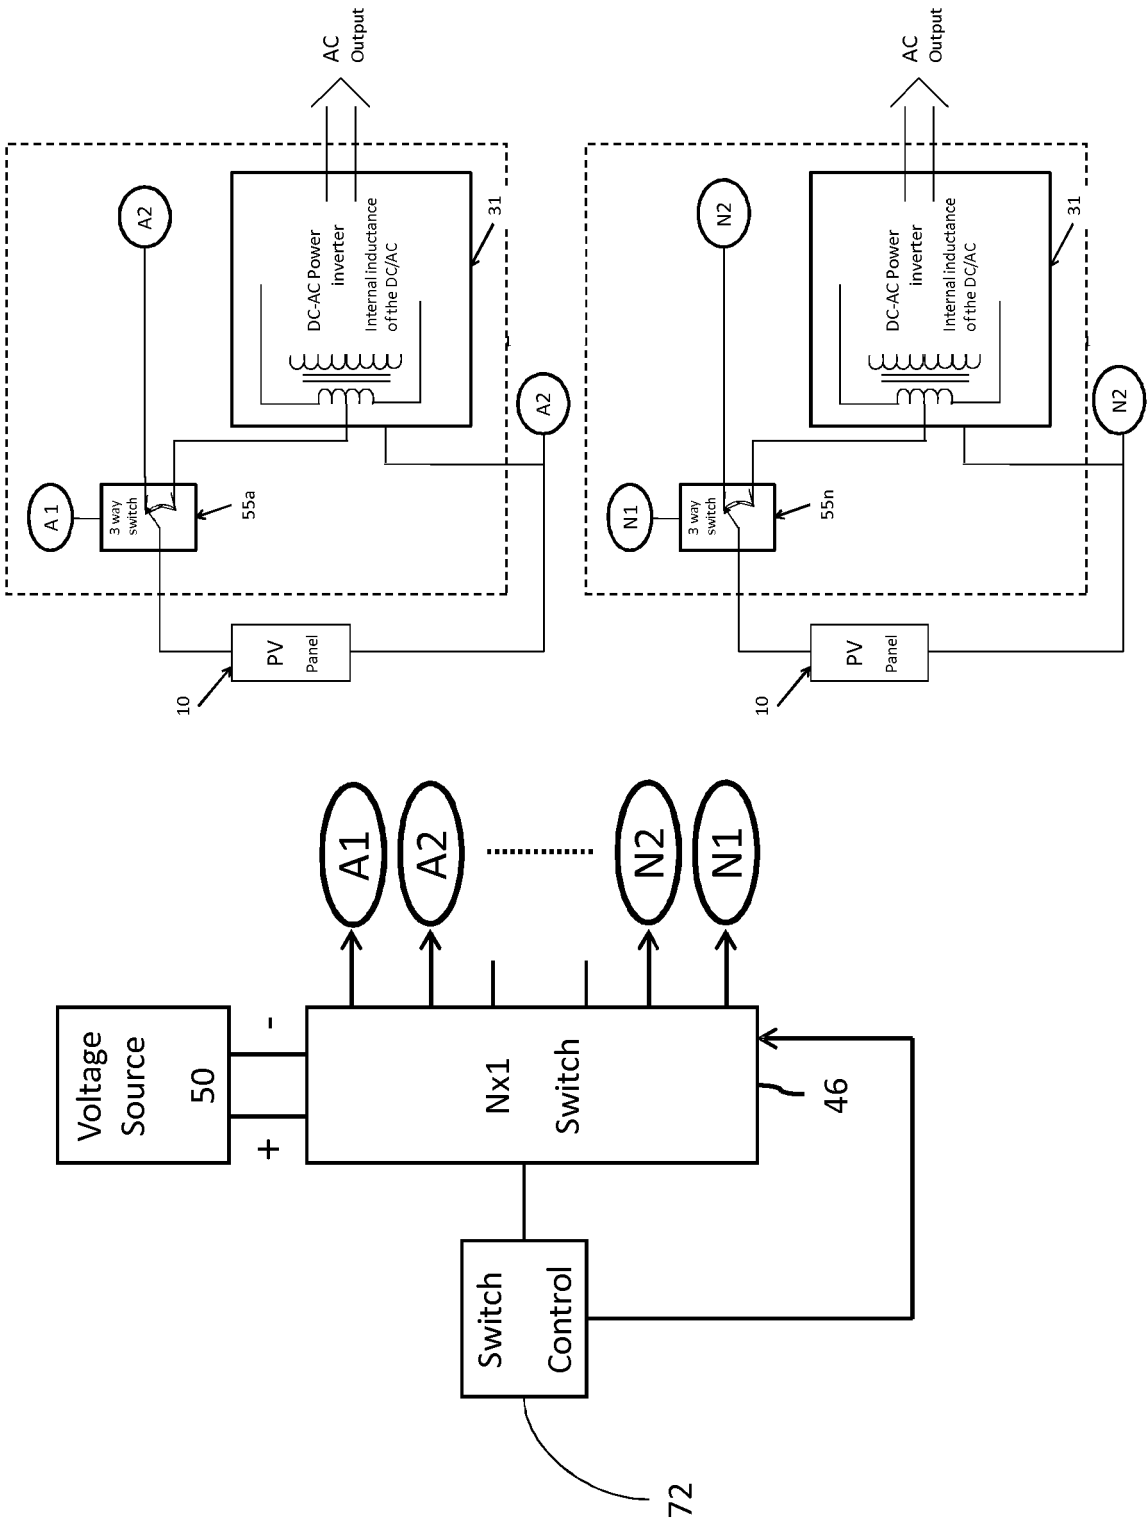 Voltage
Source
50
+
-
Nx1
Switch
46
Switch
Control
72
A1
A2
N2
N1
10
PV
Panel
A1
3 way
switch
55a
A2
A2
DC-AC Power
inverter
Internal inductance
of the DC/AC
31
AC
Output
10
PV
Panel
N1
3 way
switch
55n
N2
N2
DC-AC Power
inverter
Internal inductance
of the DC/AC
31
AC
Output